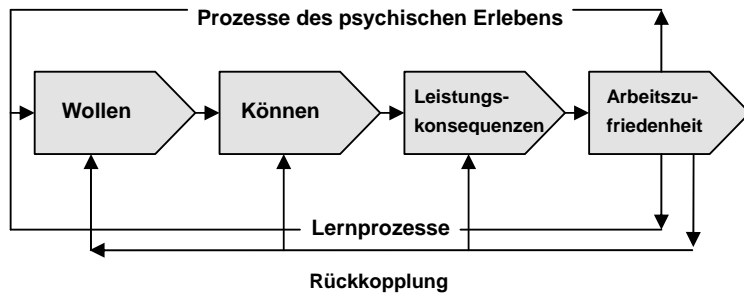 Prozesse des psychischen Erlebens
Wollen
Können
Leistungs-
konsequenzen
Arbeitszu-
friedenheit
Lernprozesse
Rückkopplung